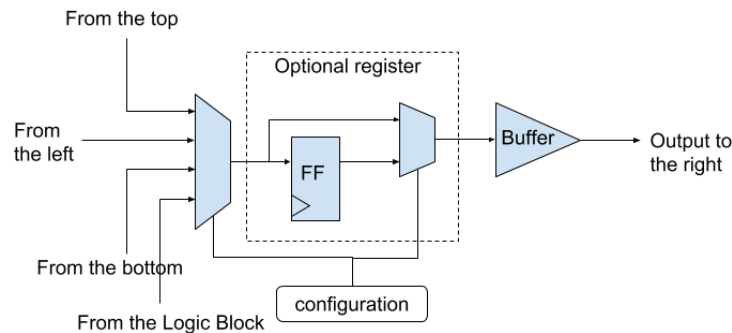 From the top
Optional register
From
the left
FF
Buffer
Output to
the right
From the bottom
configuration
From the Logic Block